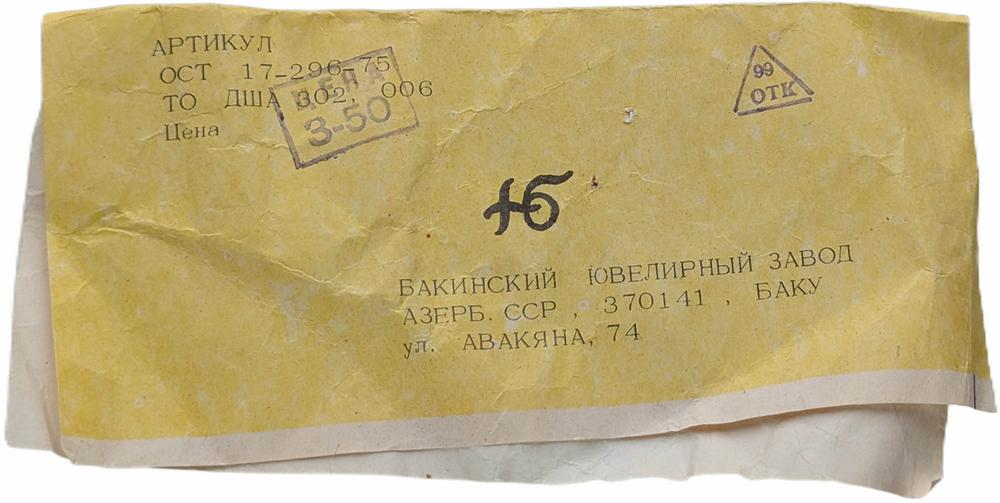 АРТИКУЛ
ОСТ 17-296-75
ТО ДША 302, 006
Цена
ЦЕНА
3-50
99
ОТК
БАКИНСКИЙ ЮВЕЛИРНЫЙ ЗАВОД
АЗЕРБ. ССР , 370141 , БАКУ
ул. АВАКЯНА, 74